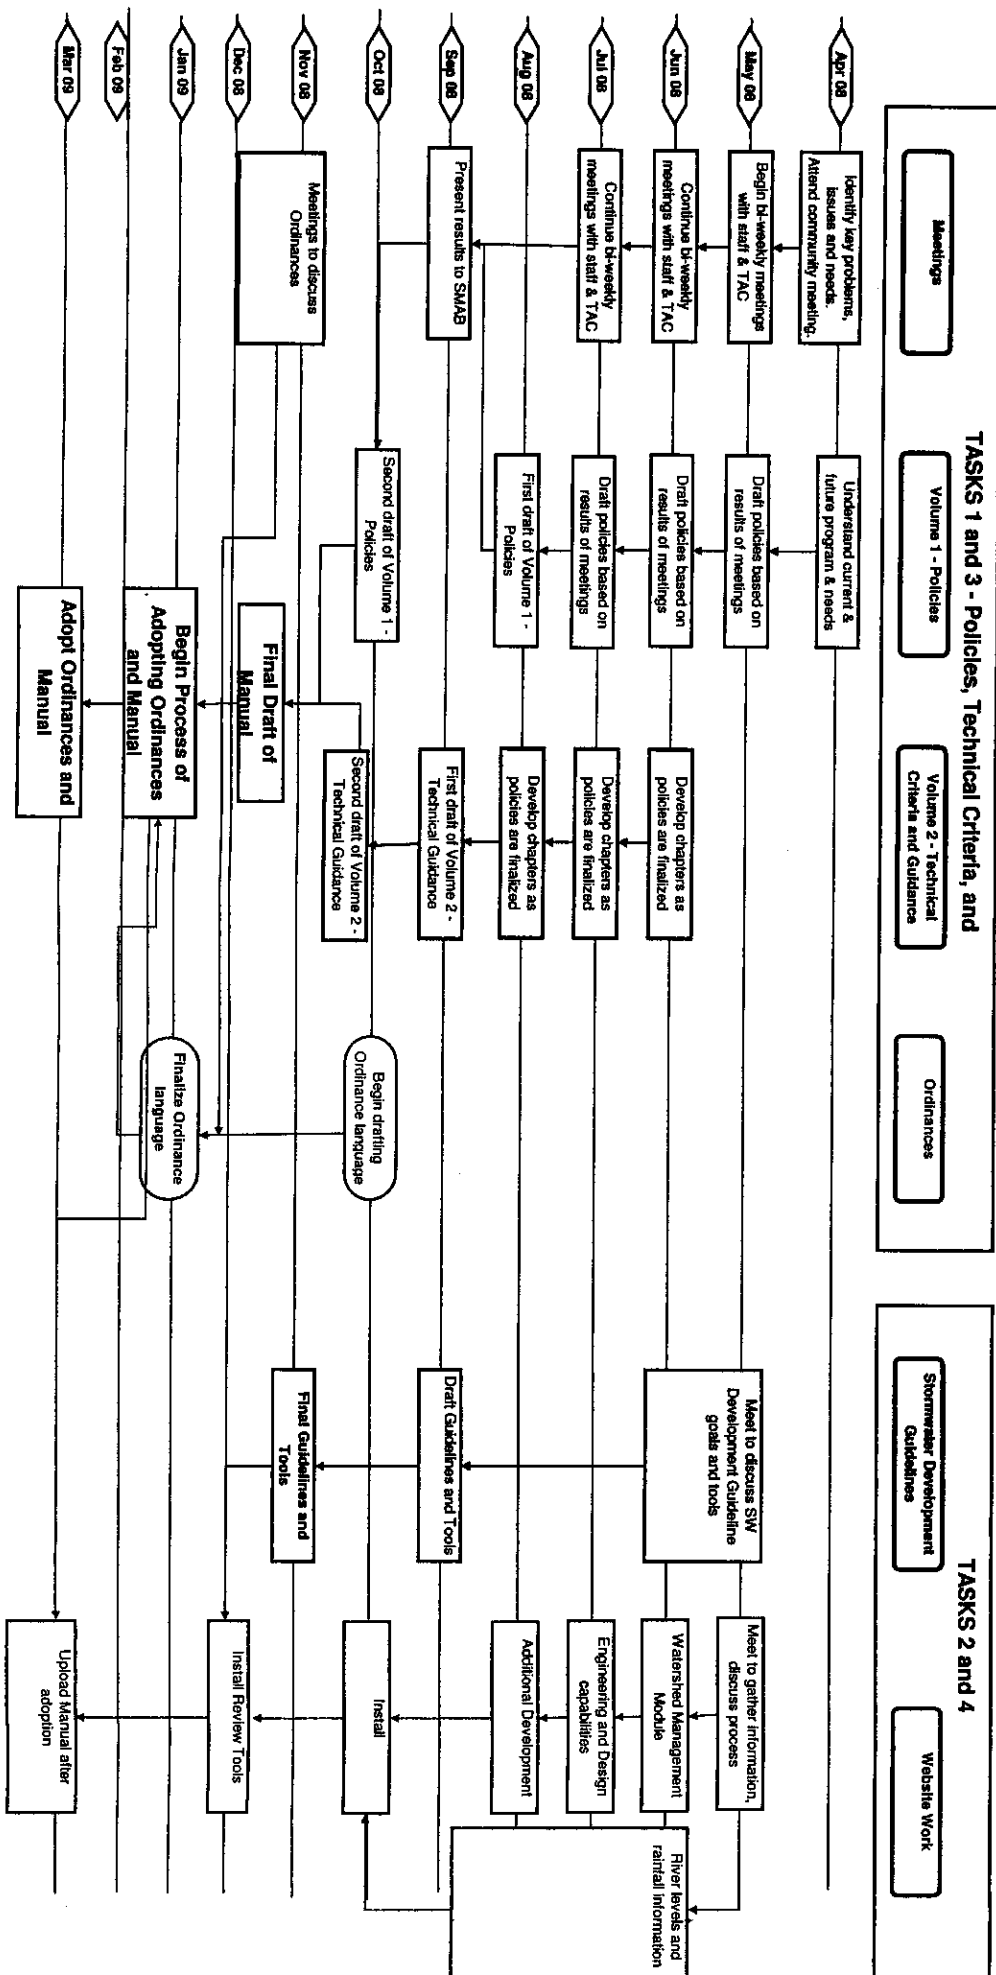 TASKS 1 and 3 - Policies, Technical Criteria, and
TASKS 2 and 4
Meetings
Volume 1 - Policies
Volume 2 - Technical
Criteria and Guidance
Ordinances
Stormwater Development
Guidelines
Website Work
Apr 08
Identify key problems,
issues and needs.
Attend community meeting.
Understand current &
future program & needs
May 08
Begin bi-weekly meetings
with staff & TAC
Draft policies based on
results of meetings
Meet to discuss SW
Development Guideline
goals and tools
Meet to gather information,
discuss process
Jun 08
Continue bi-weekly
meetings with staff & TAC
Draft policies based on
results of meetings
Develop chapters as
policies are finalized
Watershed Management
Module
River levels and
rainfall information
Jul 08
Continue bi-weekly
meetings with staff & TAC
Draft policies based on
results of meetings
Develop chapters as
policies are finalized
Engineering and Design
capabilities
Aug 08
First draft of Volume 1 -
Policies
Develop chapters as
policies are finalized
Additional Development
Sep 08
Present results to SMAB
First draft of Volume 2 -
Technical Guidance
Draft Guidelines and Tools
Oct 08
Second draft of Volume 1 -
Policies
Second draft of Volume 2 -
Technical Guidance
Begin drafting
Ordinance language
Install
Nov 08
Meetings to discuss
Ordinances
Final Guidelines and
Tools
Dec 08
Final Draft of
Manual
Install Review Tools
Jan 09
Begin Process of
Adopting Ordinances
and Manual
Finalize Ordinance
language
Feb 09
Mar 09
Adopt Ordinances and
Manual
Upload Manual after
adoption